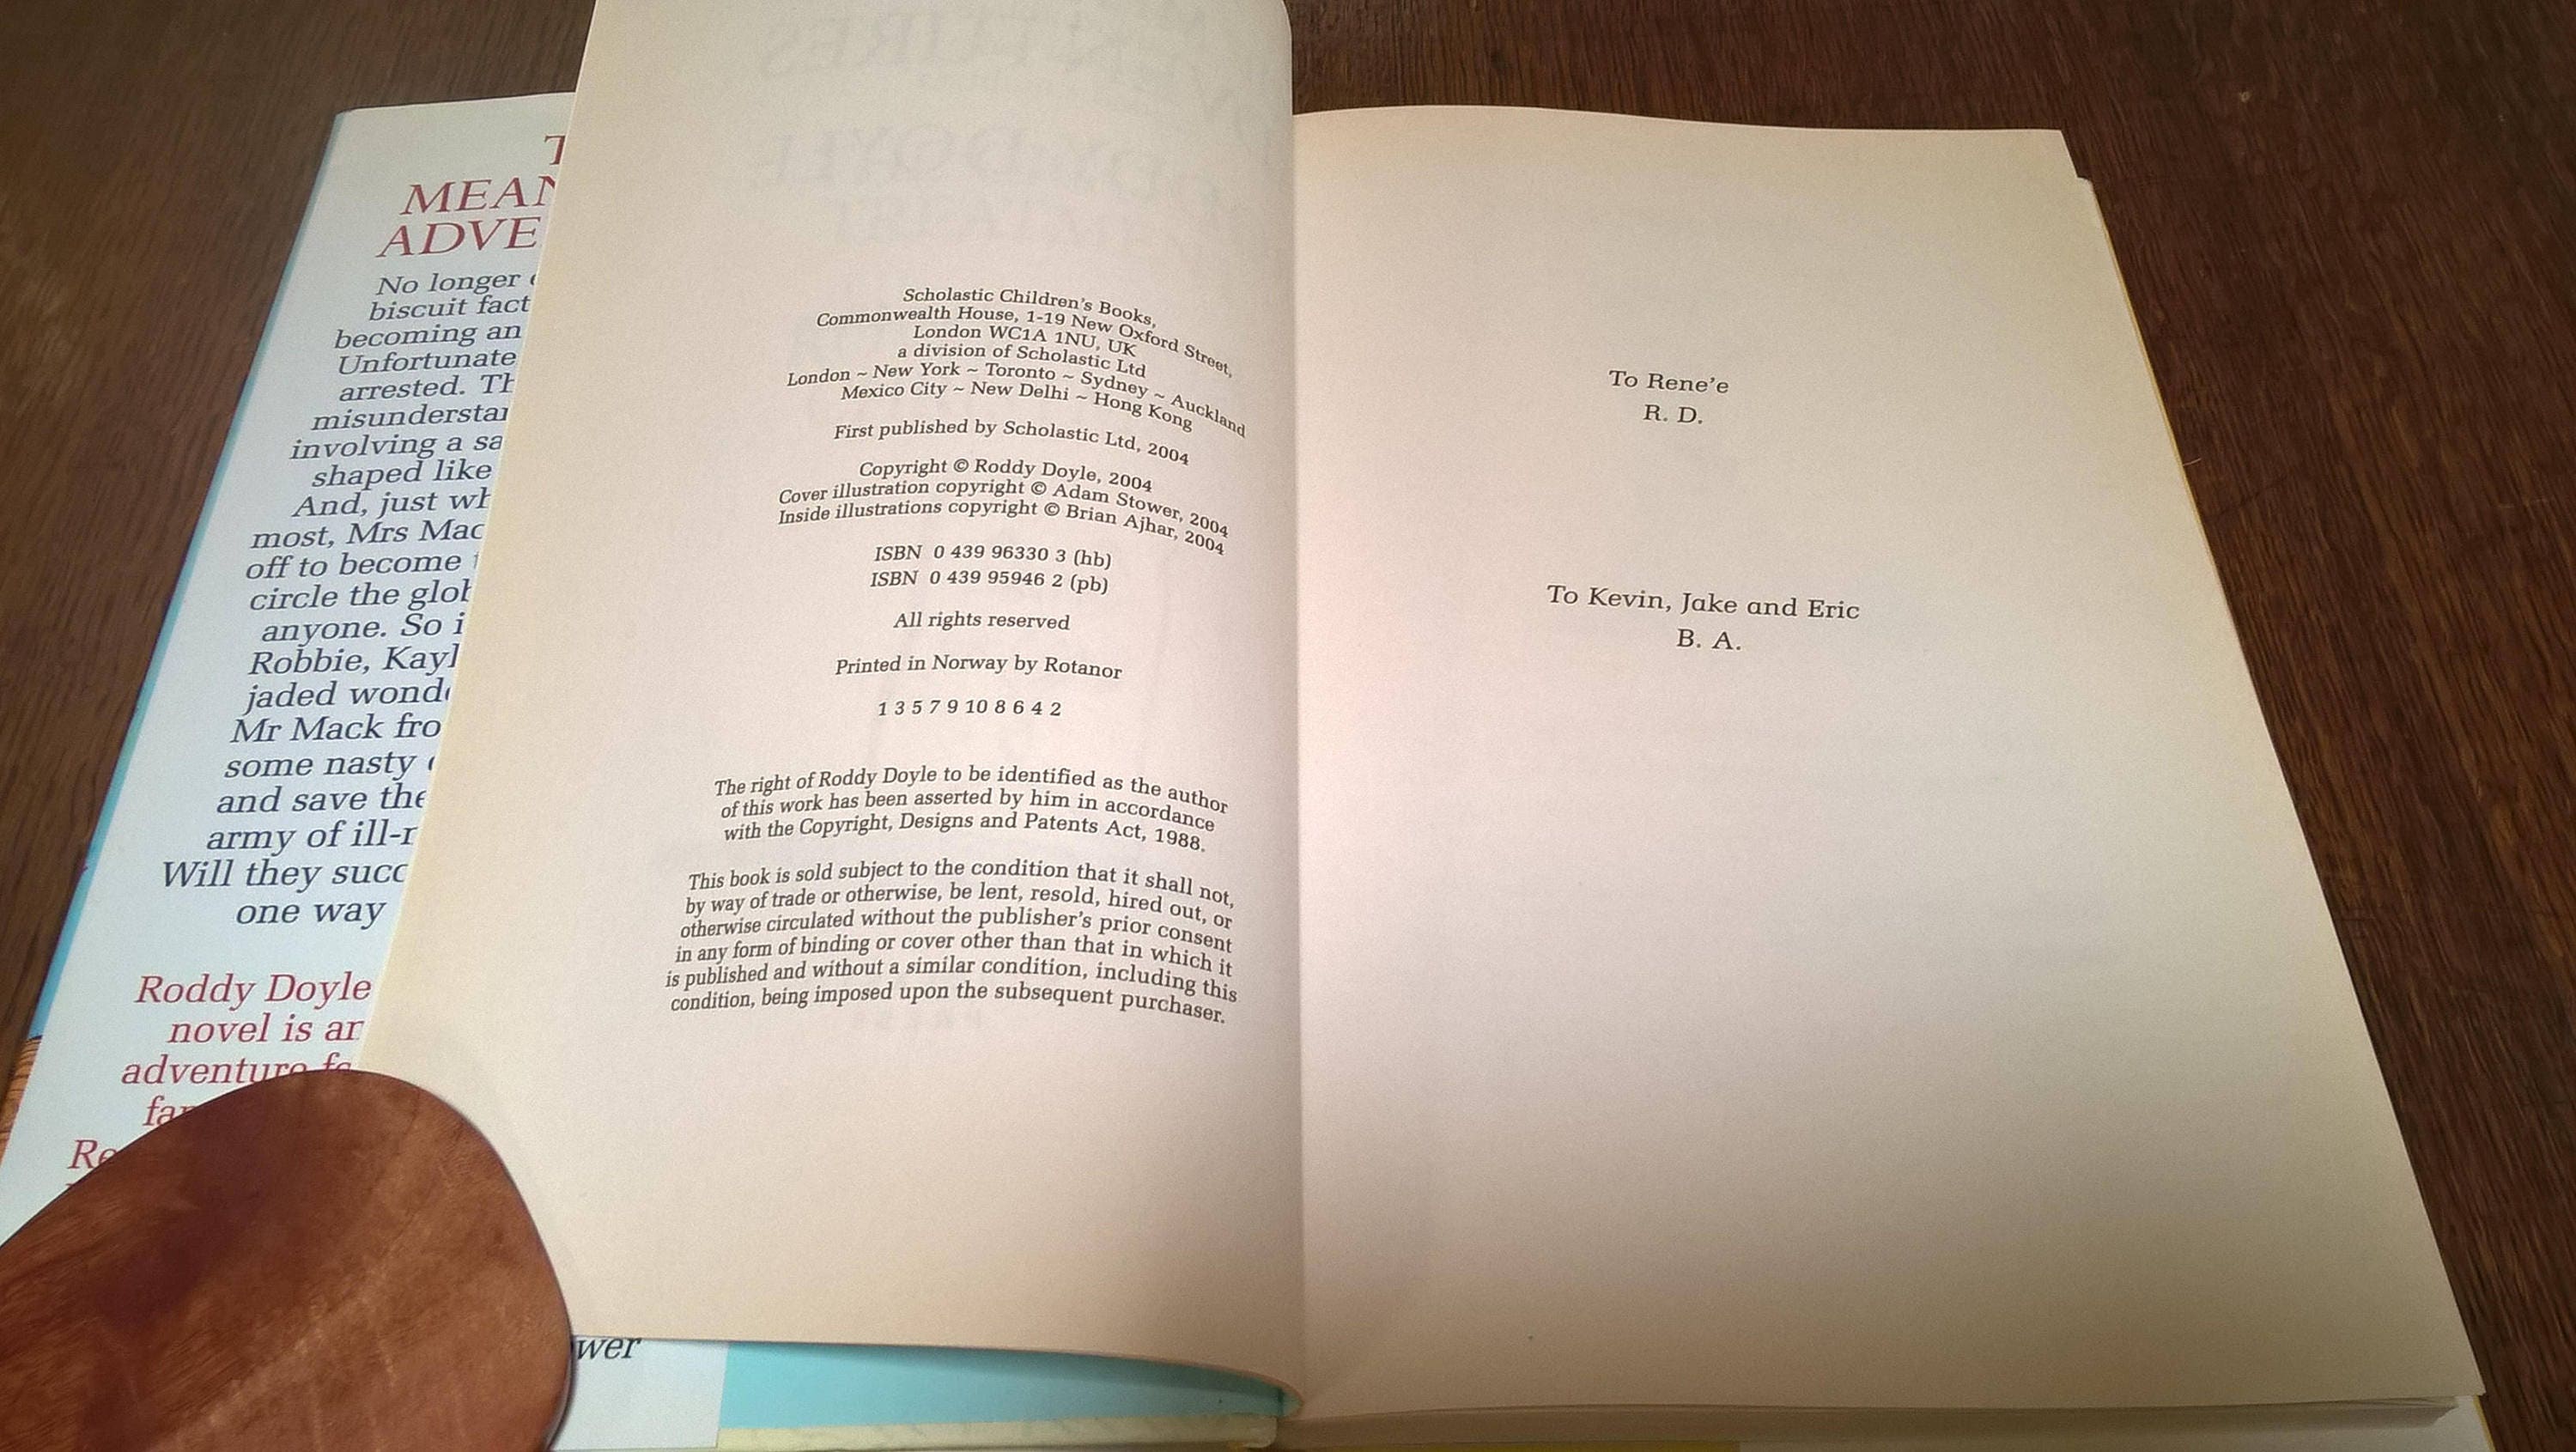 MEAN
ADVE
No longer
biscuit fact
becoming an
Unfortunate
arrested. Th
misunderstan
involving a sa
shaped like
And, just wh
most, Mrs Mac
off to become
circle the glob
anyone. So i
Robbie, Kayl
jaded wond
Mr Mack fro
some nasty
and save the
army of ill-
Will they succ
one way
Roddy Doyle
novel is an
adventure
wer
Scholastic Children's Books,
Commonwealth House, 1-19 New Oxford Street,
London WC1A 1NU, UK
a division of Scholastic Ltd
London ~ New York ~ Toronto ~ Sydney ~ Auckland
Mexico City ~ New Delhi ~ Hong Kong
First published by Scholastic Ltd, 2004
Copyright © Roddy Doyle, 2004
Cover illustration copyright © Adam Stower, 2004
Inside illustrations copyright © Brian Ajhar, 2004
ISBN 0 439 96330 3 (hb)
ISBN 0 439 95946 2 (pb)
All rights reserved
Printed in Norway by Rotanor
1 3 5 7 9 10 8 6 4 2
The right of Roddy Doyle to be identified as the author
of this work has been asserted by him in accordance
with the Copyright, Designs and Patents Act, 1988.
This book is sold subject to the condition that it shall not,
by way of trade or otherwise, be lent, resold, hired out, or
otherwise circulated without the publisher's prior consent
in any form of binding or cover other than that in which it
is published and without a similar condition, including this
condition, being imposed upon the subsequent purchaser.
To Rene'e
R. D.
To Kevin, Jake and Eric
B. A.